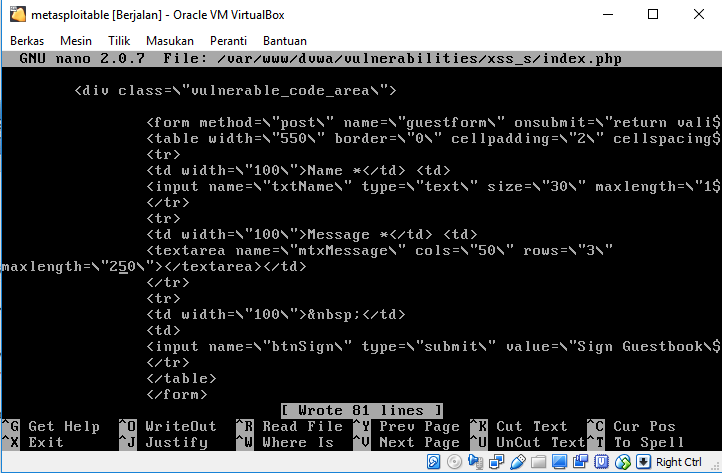 metasploitable [Berjalan] - Oracle VM VirtualBox
Berkas Mesin Tilik Masukan Peranti Bantuan
GNU nano 2.0.7 File: /var/www/dvwa/vulnerabilities/xss_s/index.php
<div class=\"vulnerable_code_area\">
<form method=\"post\" name=\"guestform\" onsubmit=\"return vali$
<table width=\"550\" border=\"0\" cellpadding=\"2\" cellspacing$
<tr>
<td width=\"100\">Name *</td> <td>
<input name=\"txtName\" type=\"text\" size=\"30\" maxlength=\"1$
</tr>
<tr>
<td width=\"100\">Message *</td> <td>
<textarea name=\"mtxMessage\" cols=\"50\" rows=\"3\"
maxlength=\"250\"></textarea></td>
</tr>
<tr>
<td width=\"100\">&nbsp;</td>
<td>
<input name=\"btnSign\" type=\"submit\" value=\"Sign Guestbook\$
</tr>
</table>
</form>
[ Wrote 81 lines ]
^G Get Help ^O WriteOut ^R Read File ^Y Prev Page ^K Cut Text ^C Cur Pos
^X Exit ^J Justify ^W Where Is ^V Next Page ^U UnCut Text ^T To Spell
Right Ctrl